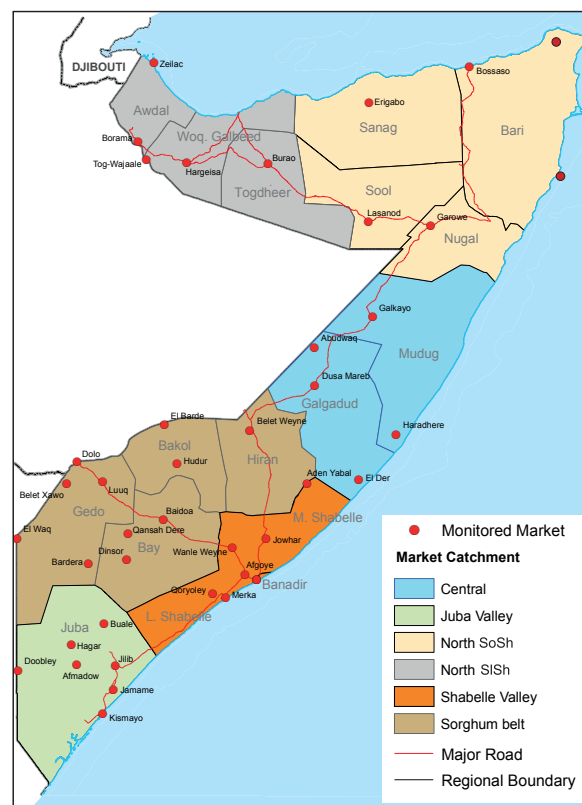 DJIBOUTI
Zeilac
Bossaso
Awdal
Erigabo
Sanag
Bari
Borama
Woq. Galbeed
Tog-Wajaale
Hargeisa
Burao
Togdheer
Sool
Lasanod
Garowe
Nugal
Galkayo
Abudwaq
Mudug
Dusa Mareb
Galgadud
Haradhere
El Barde
Belet Weyne
Bakol
Hiran
Dolo
Hudur
Aden Yabal
El Der
Belet Xawo
Luuq
Gedo
Baidoa
M. Shabelle
El Waq
Qansah Dere
Bay
Wanle Weyne
Jowhar
Dinsor
Bardera
Afgoye
Banadir
Qoryoley
Merka
L. Shabelle
Juba
Buale
Hagar
Doobley
Jilib
Afmadow
Jamame
Kismayo
Monitored Market
Market Catchment
Central
Juba Valley
North SoSh
North SlSh
Shabelle Valley
Sorghum belt
Major Road
Regional Boundary